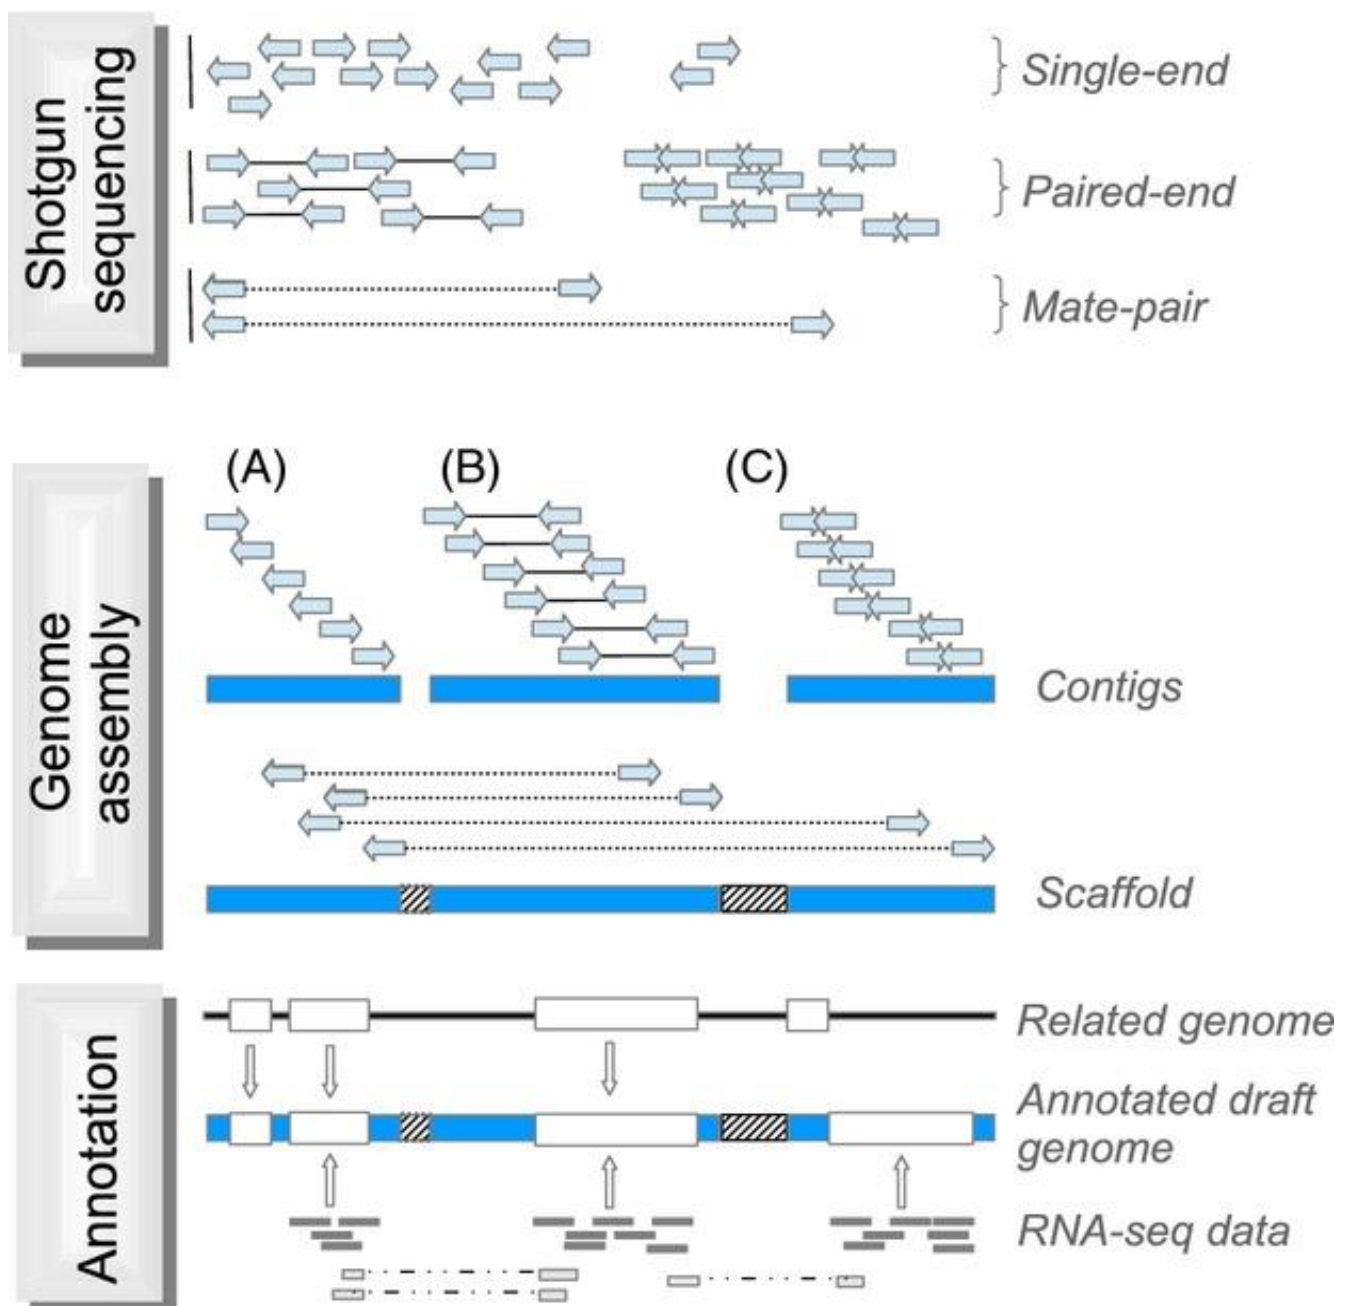 Shotgun
sequencing
Single-end
Paired-end
Mate-pair
Genome
assembly
(A)
(B)
(C)
Contigs
Scaffold
Annotation
Related genome
Annotated draft
genome
RNA-seq data